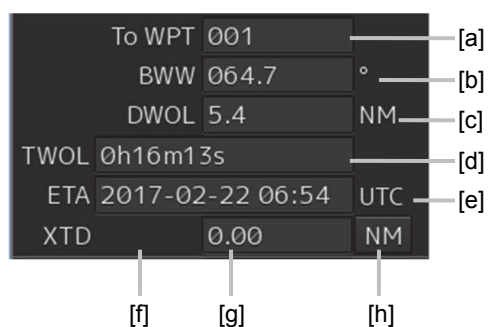 To WPT 001 [a]
BWW 064.7 ° [b]
DWOL 5.4 NM [c]
TWOL 0h16m13s [d]
ETA 2017-02-22 06:54 UTC [e]
XTD 0.00 NM
[f] [g] [h]